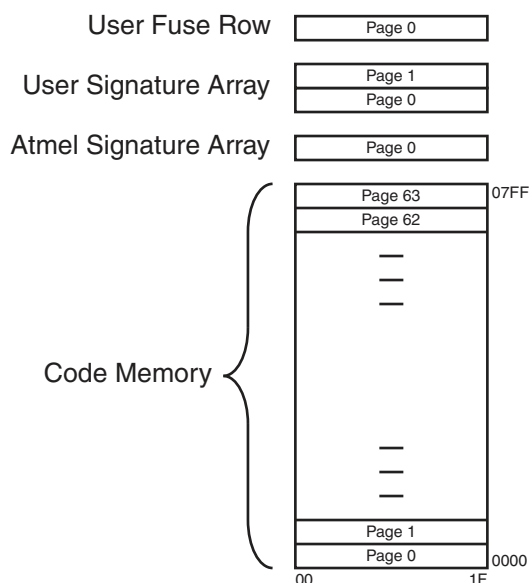 User Fuse Row
Page 0
User Signature Array
Page 1
Page 0
Atmel Signature Array
Page 0
Code Memory
Page 63
07FF
Page 62
Page 1
Page 0
0000
00
1F